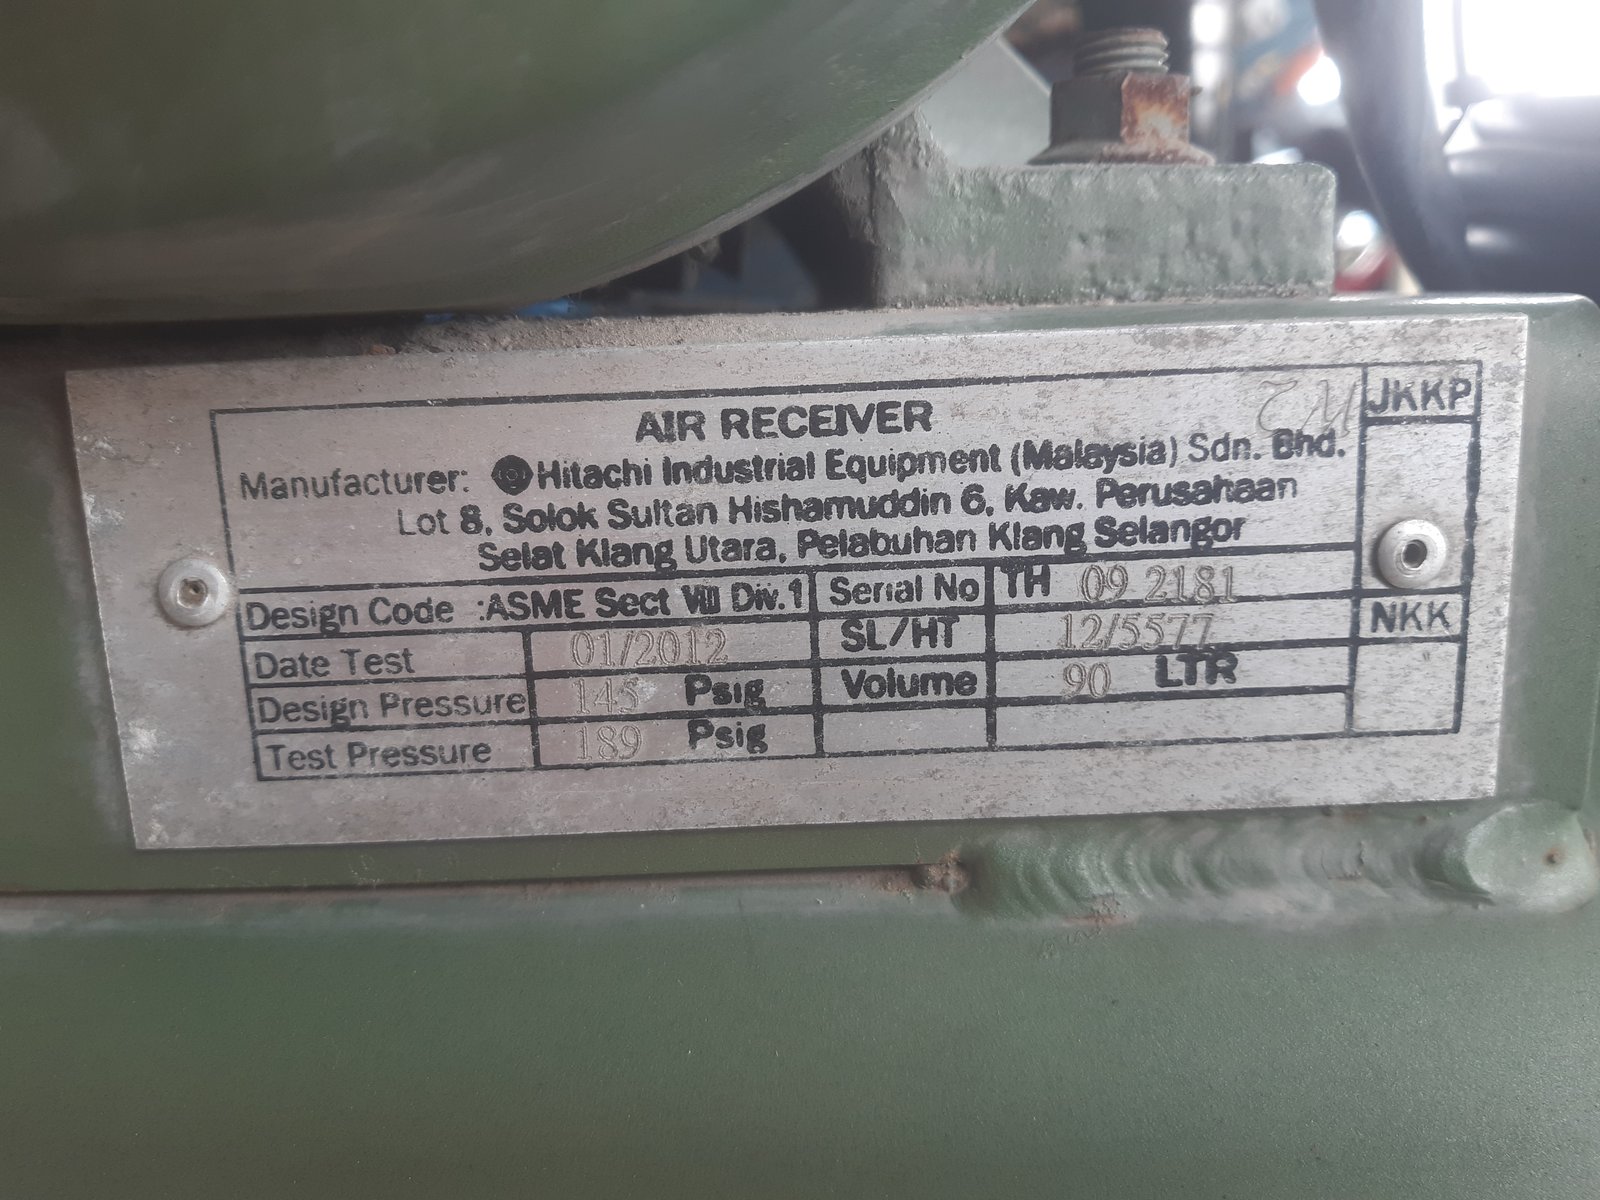 AIR RECEIVER
JKKP
Manufacturer: Hitachi Industrial Equipment (Malaysia) Sdn. Bhd.
Lot 8, Solok Sultan Hishamuddin 6, Kaw. Perusahaan
Selat Klang Utara, Pelabuhan Klang Selangor
Design Code :ASME Sect VIII Div.1 Serial No TH 09 2181
NKK
Date Test 01/2012 SL/HT 12/5577
Design Pressure 145 Psig Volume 90 LTR
Test Pressure 189 Psig